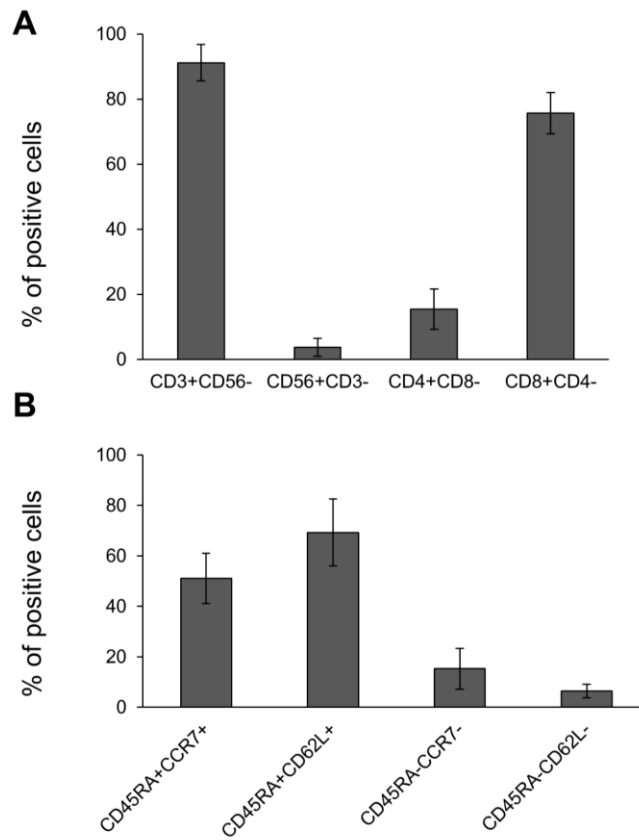 A
% of positive cells
100
80
60
40
20
0
CD3+CD56- CD56+CD3- CD4+CD8- CD8+CD4-
B
% of positive cells
100
80
60
40
20
0
CD45RA+CCR7+
CD45RA+CD62L+
CD45RA-CCR7-
CD45RA-CD62L-